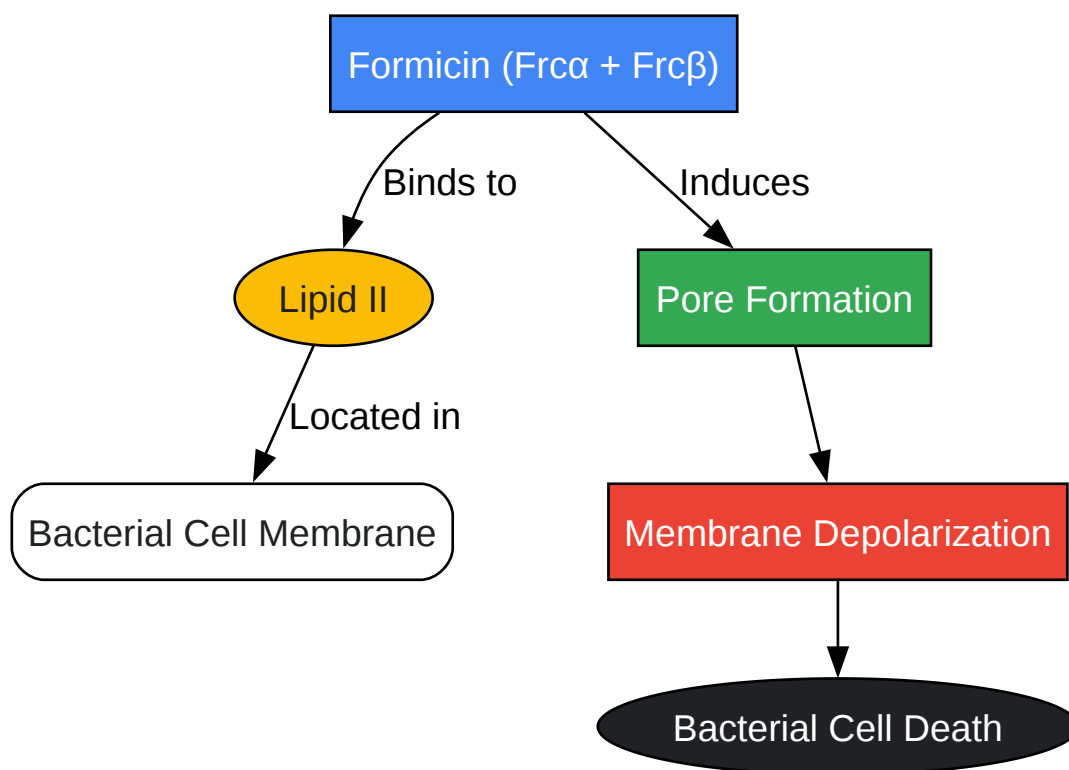 Formicin (Frcα + Frcβ)
Binds to
Induces
Lipid II
Pore Formation
Located in
Bacterial Cell Membrane
Membrane Depolarization
Bacterial Cell Death